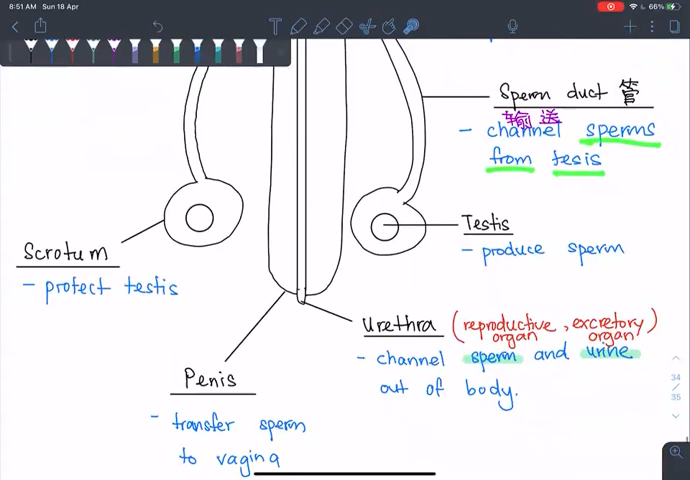 8:51 AM Sun 18 Apr
66%
Sperm duct 管
输送
- channel sperms
from tesis
Testis
- produce sperm
Scrotum
- protect testis
Urethra (reproductive organ, excretory organ)
- channel sperm and urine
out of body.
Penis
- transfer sperm
to vagina
34
/
35